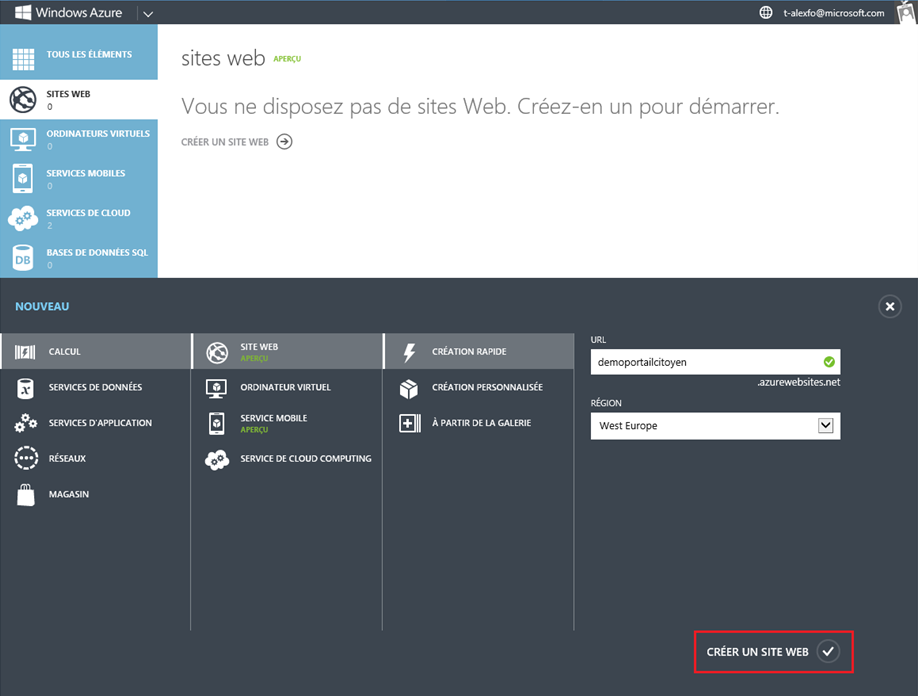 Windows Azure
t-alexfo@microsoft.com
TOUS LES ÉLÉMENTS
SITES WEB
0
ORDINATEURS VIRTUELS
0
SERVICES MOBILES
0
SERVICES DE CLOUD
2
DB
BASES DE DONNÉES SQL
0
sites web APERÇU
Vous ne disposez pas de sites Web. Créez-en un pour démarrer.
CRÉER UN SITE WEB
NOUVEAU
CALCUL
SERVICES DE DONNÉES
SERVICES D'APPLICATION
RÉSEAUX
MAGASIN
SITE WEB
APERÇU
ORDINATEUR VIRTUEL
SERVICE MOBILE
APERÇU
SERVICE DE CLOUD COMPUTING
CRÉATION RAPIDE
CRÉATION PERSONNALISÉE
À PARTIR DE LA GALERIE
URL
demoportailcitoyen
.azurewebsites.net
RÉGION
West Europe
CRÉER UN SITE WEB